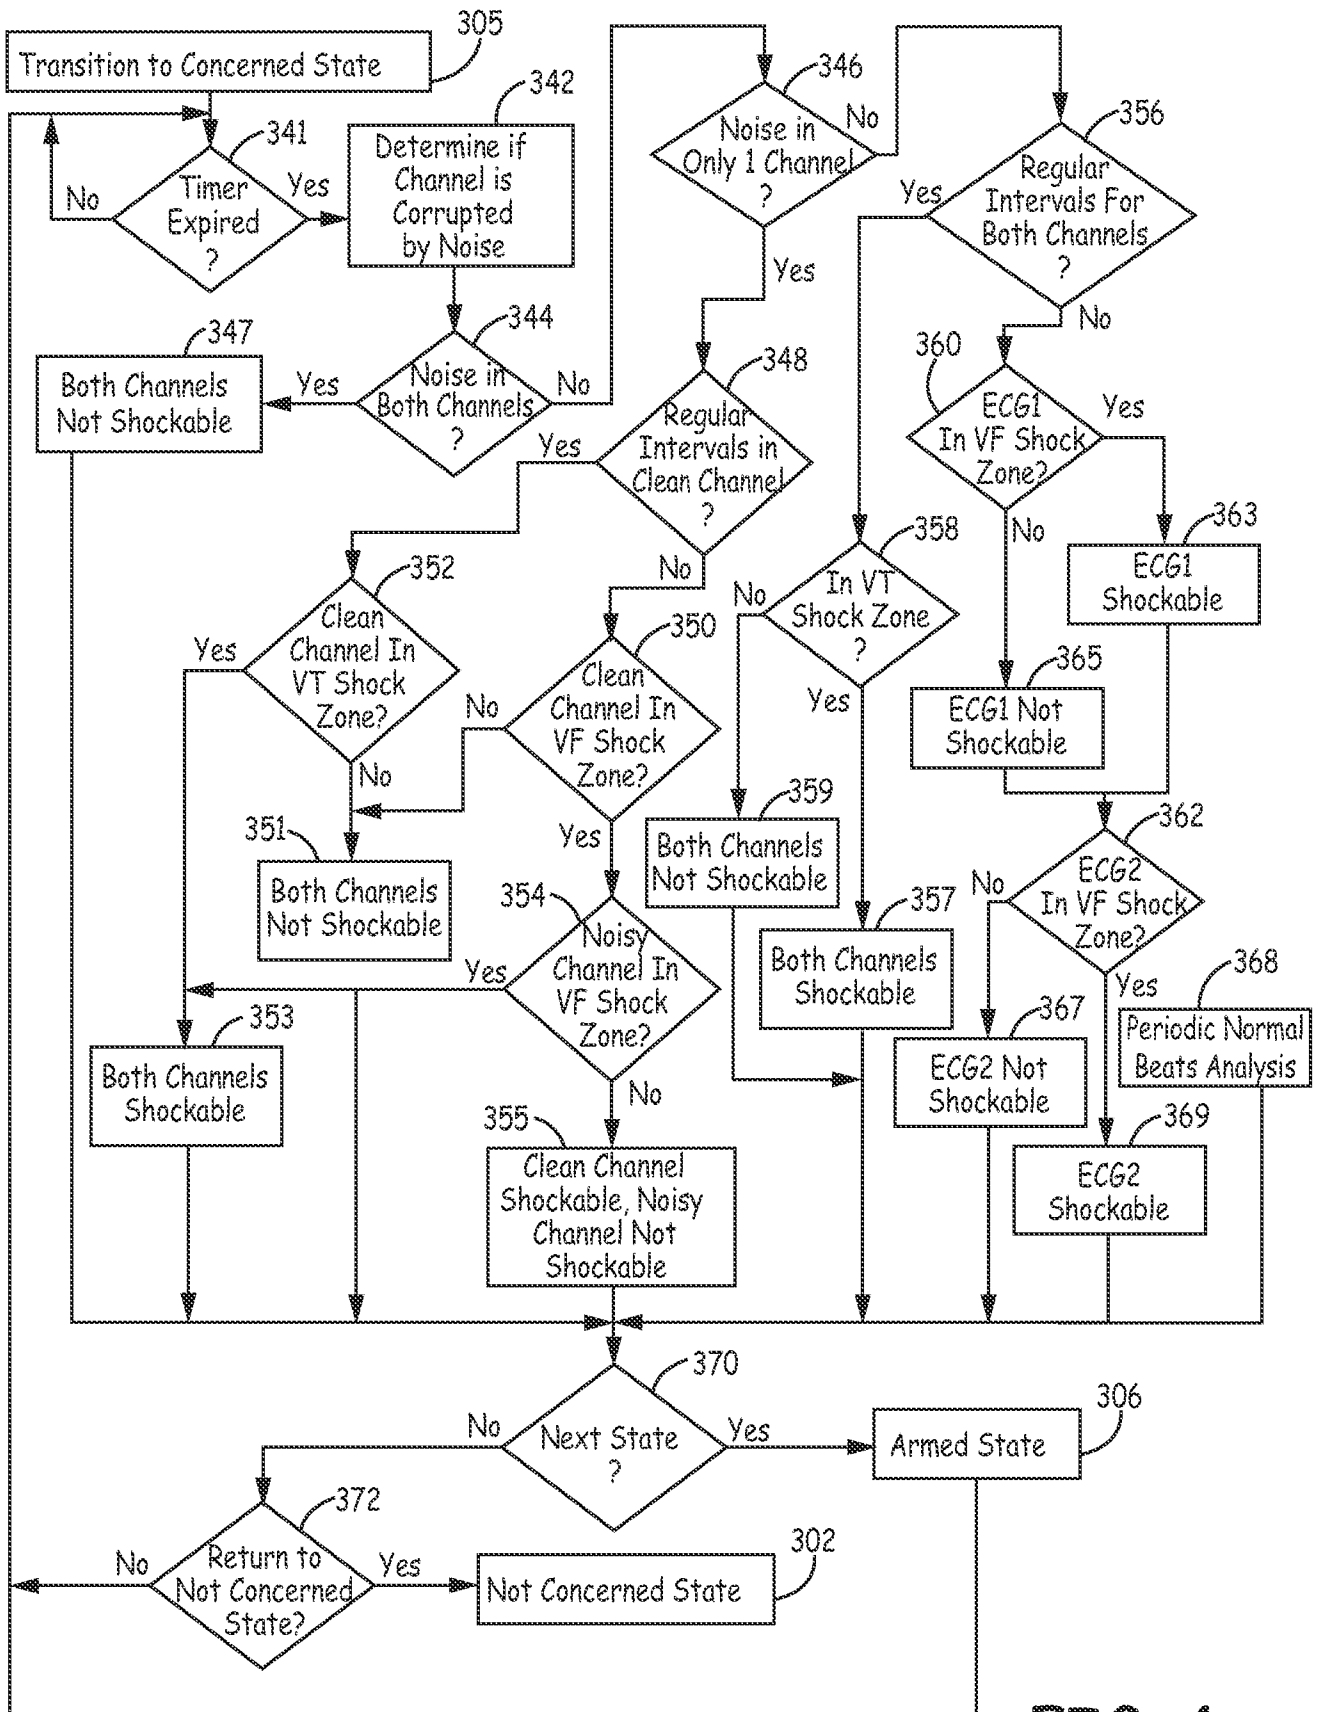 305
Transition to Concerned State
341
Timer
Expired
?
No
Yes
342
Determine if
Channel is
Corrupted
by Noise
344
Noise in
Both Channels
?
Yes
No
347
Both Channels
Not Shockable
346
Noise in
Only 1 Channel
?
No
Yes
348
Regular
Intervals in
Clean Channel
?
Yes
No
356
Regular
Intervals For
Both Channels
?
Yes
No
360
ECG1
In VF Shock
Zone?
Yes
No
363
ECG1
Shockable
365
ECG1 Not
Shockable
358
In VT
Shock Zone
?
No
Yes
352
Clean
Channel In
VT Shock
Zone?
Yes
No
350
Clean
Channel In
VF Shock
Zone?
No
Yes
351
Both Channels
Not Shockable
359
Both Channels
Not Shockable
357
Both Channels
Shockable
362
ECG2
In VF Shock
Zone?
No
Yes
354
Noisy
Channel In
VF Shock
Zone?
Yes
No
353
Both Channels
Shockable
355
Clean Channel
Shockable, Noisy
Channel Not
Shockable
367
ECG2 Not
Shockable
368
Periodic Normal
Beats Analysis
369
ECG2
Shockable
370
Next State
?
No
Yes
306
Armed State
372
Return to
Not Concerned
State?
No
Yes
302
Not Concerned State